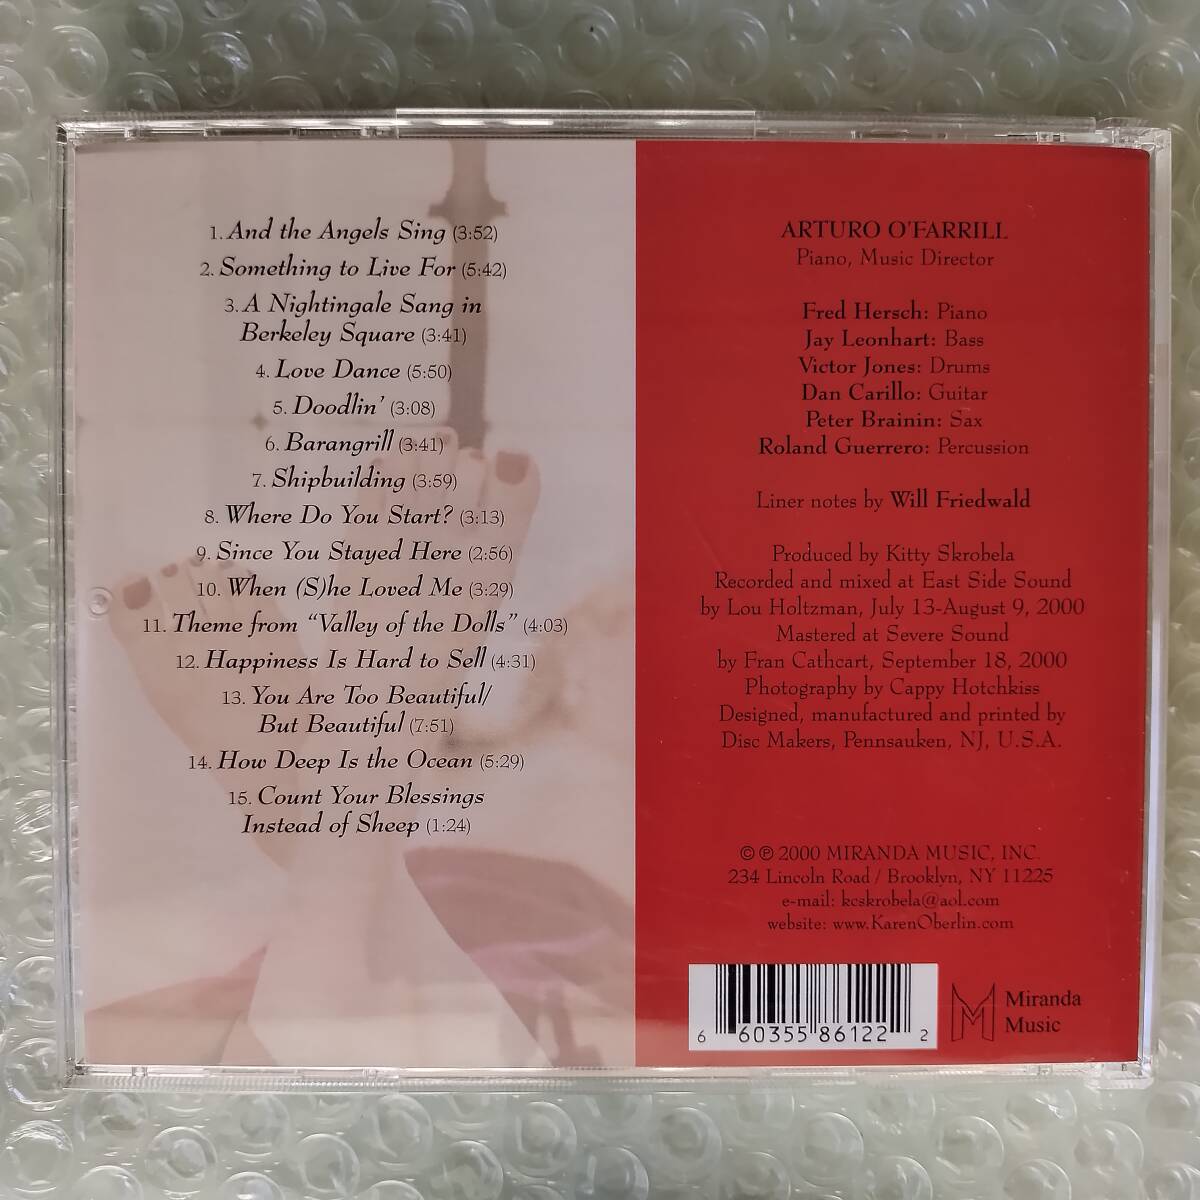 1. And the Angels Sing (3:52)
2. Something to Live For (5:42)
3. A Nightingale Sang in
Berkeley Square (3:41)
4. Love Dance (5:50)
5. Doodlin' (3:08)
6. Barangrill (3:41)
7. Shipbuilding (3:59)
8. Where Do You Start? (3:13)
9. Since You Stayed Here (2:56)
10. When (S)he Loved Me (3:29)
11. Theme from “Valley of the Dolls” (4:03)
12. Happiness Is Hard to Sell (4:31)
13. You Are Too Beautiful/
But Beautiful (7:51)
14. How Deep Is the Ocean (5:29)
15. Count Your Blessings
Instead of Sheep (1:24)
ARTURO O'FARRILL
Piano, Music Director
Fred Hersch: Piano
Jay Leonhart: Bass
Victor Jones: Drums
Dan Carillo: Guitar
Peter Brainin: Sax
Roland Guerrero: Percussion
Liner notes by Will Friedwald
Produced by Kitty Skrobela
Recorded and mixed at East Side Sound
by Lou Holtzman, July 13-August 9, 2000
Mastered at Severe Sound
by Fran Cathcart, September 18, 2000
Photography by Cappy Hotchkiss
Designed, manufactured and printed by
Disc Makers, Pennsauken, NJ, U.S.A.
© ℗ 2000 MIRANDA MUSIC, INC.
234 Lincoln Road / Brooklyn, NY 11225
e-mail: kcskrobela@aol.com
website: www.KarenOberlin.com
6 60355 86122 2
Miranda
Music